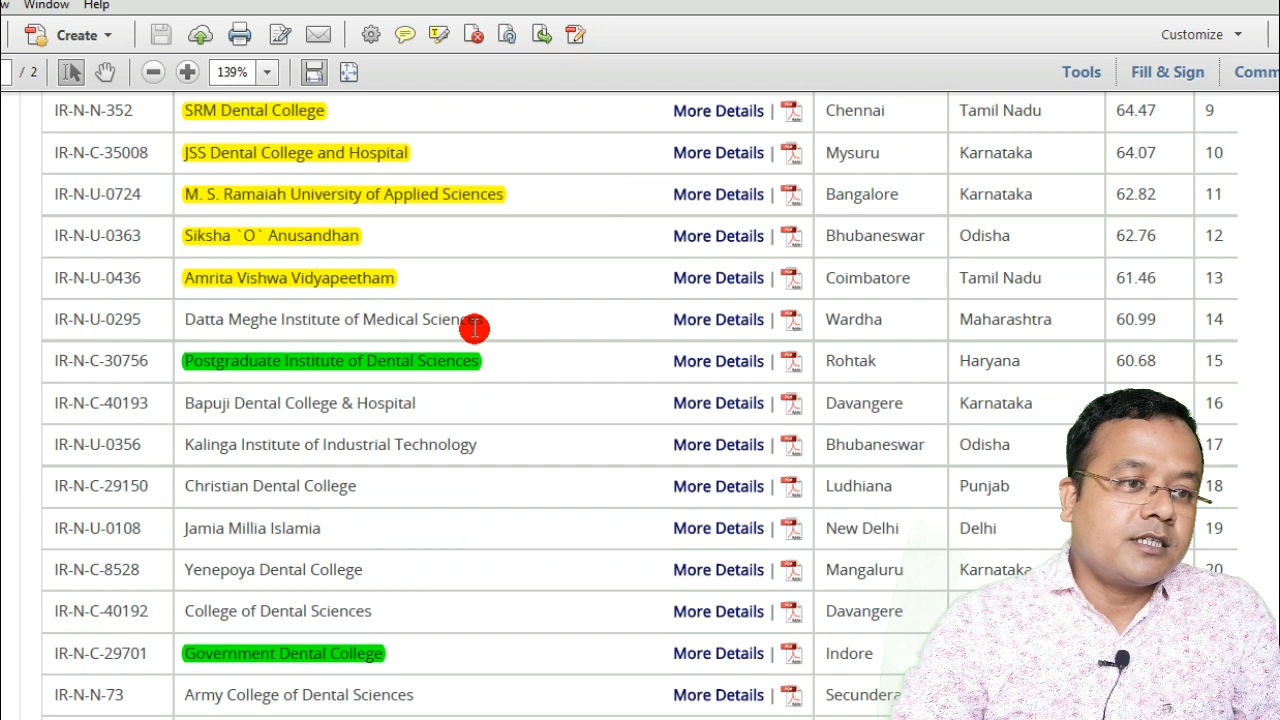 w Window Help
Create Customize
/ 2 139% Tools Fill & Sign Comm
IR-N-N-352 SRM Dental College More Details | Chennai Tamil Nadu 64.47 9
IR-N-C-35008 JSS Dental College and Hospital More Details | Mysuru Karnataka 64.07 10
IR-N-U-0724 M. S. Ramaiah University of Applied Sciences More Details | Bangalore Karnataka 62.82 11
IR-N-U-0363 Siksha `O` Anusandhan More Details | Bhubaneswar Odisha 62.76 12
IR-N-U-0436 Amrita Vishwa Vidyapeetham More Details | Coimbatore Tamil Nadu 61.46 13
IR-N-U-0295 Datta Meghe Institute of Medical Sciences More Details | Wardha Maharashtra 60.99 14
IR-N-C-30756 Postgraduate Institute of Dental Sciences More Details | Rohtak Haryana 60.68 15
IR-N-C-40193 Bapuji Dental College & Hospital More Details | Davangere Karnataka 16
IR-N-U-0356 Kalinga Institute of Industrial Technology More Details | Bhubaneswar Odisha 17
IR-N-C-29150 Christian Dental College More Details | Ludhiana Punjab 18
IR-N-U-0108 Jamia Millia Islamia More Details | New Delhi Delhi 19
IR-N-C-8528 Yenepoya Dental College More Details | Mangaluru Karnataka 20
IR-N-C-40192 College of Dental Sciences More Details | Davangere
IR-N-C-29701 Government Dental College More Details | Indore
IR-N-N-73 Army College of Dental Sciences More Details | Secundera